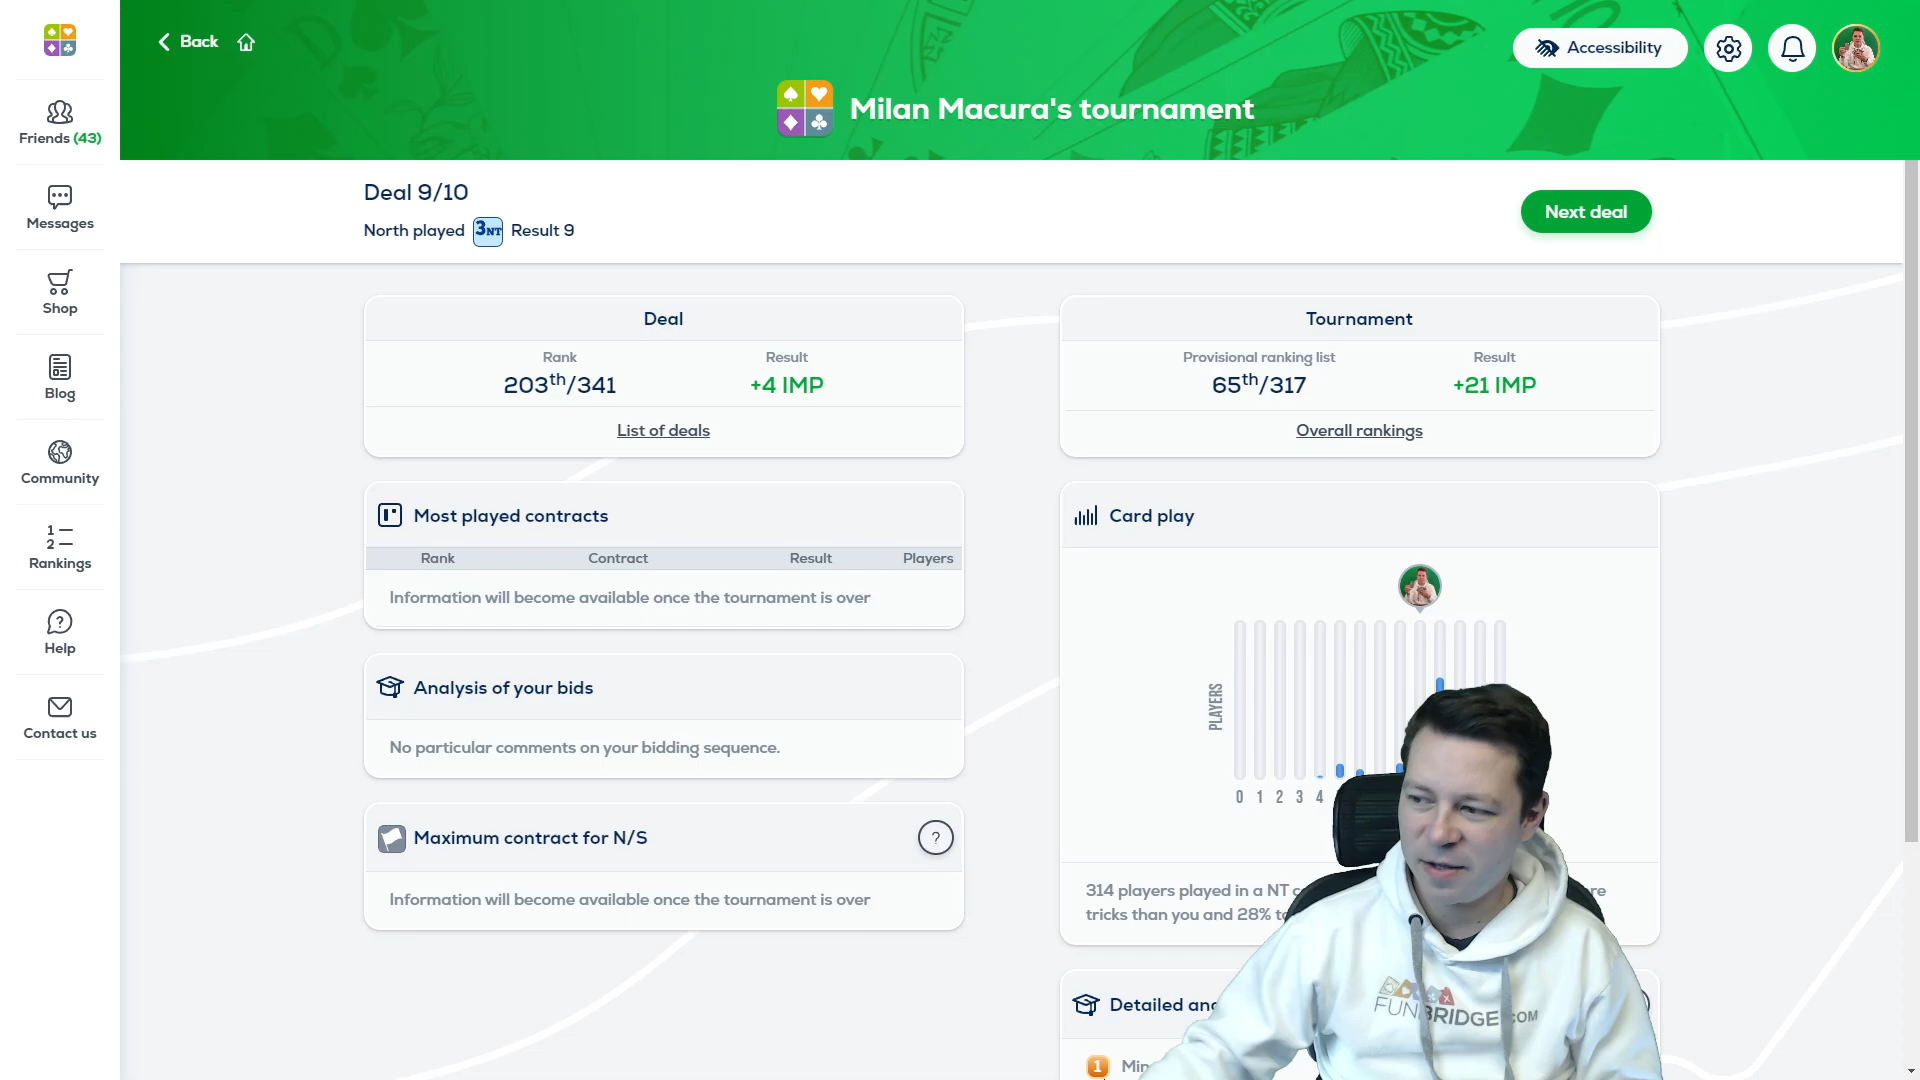 Back
Accessibility
Milan Macura's tournament
Friends (43)
Messages
Shop
Blog
Community
1
2
Rankings
Help
Contact us
Deal 9/10
North played 3NT Result 9
Next deal
Deal
Rank
Result
203th/341
+4 IMP
List of deals
Tournament
Provisional ranking list
Result
65th/317
+21 IMP
Overall rankings
Most played contracts
Rank Contract Result Players
Information will become available once the tournament is over
Analysis of your bids
No particular comments on your bidding sequence.
Maximum contract for N/S
?
Information will become available once the tournament is over
Card play
PLAYERS
0 1 2 3 4
314 players played in a NT
tricks than you and 28%
Detailed
1
FUNBRIDGE.COM